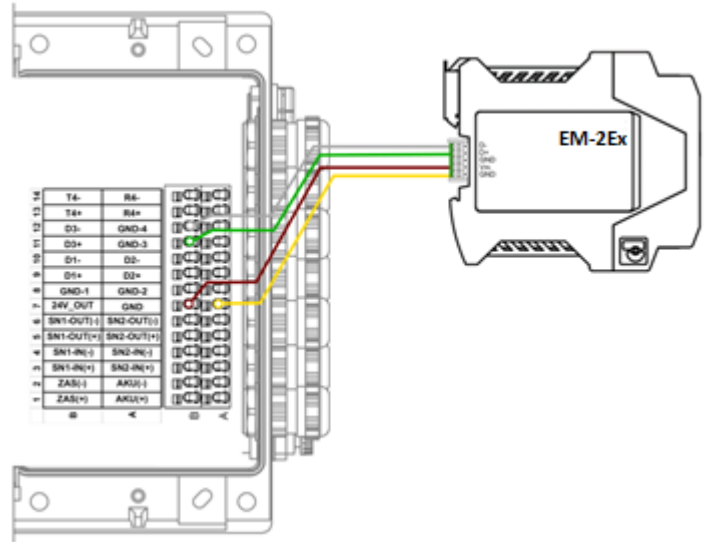 EM-2Ex
D-
D+
GND
V+
GND
14 T4- R4-
13 T4+ R4+
12 D3- GND-4
11 D3+ GND-3
10 D1- D2-
9 D1+ D2+
8 GND-1 GND-2
7 24V_OUT GND
6 SN1-OUT(-) SN2-OUT(-)
5 SN1-OUT(+) SN2-OUT(+)
4 SN1-IN(-) SN2-IN(-)
3 SN1-IN(+) SN2-IN(+)
2 ZAS(-) AKU(-)
1 ZAS(+) AKU(+)
B A B A